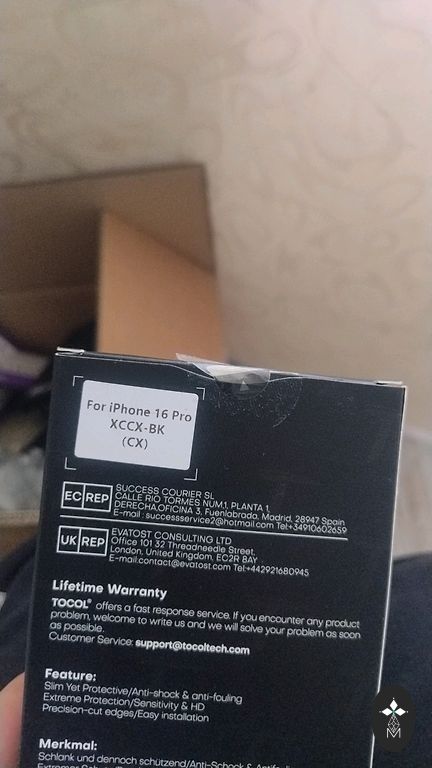 For iPhone 16 Pro
XCCX-BK
(CX)
EC REP
SUCCESS COURIER SL
CALLE RIO TORMES NUM,1, PLANTA 1,
DERECHA,OFICINA 3, Fuenlabrada, Madrid, 28947 Spain
E-mail : successservice2@hotmail.com Tel+34910602659
UK REP
EVATOST CONSULTING LTD
Office 101 32 Threadneedle Street,
London, United Kingdom, EC2R 8AY
E-mail:contact@evatost.com Tel:+442921680945
Lifetime Warranty
TOCOL® offers a fast response service. If you encounter any product
problem, welcome to write us and we will solve your problem as soon
as possible.
Customer Service: support@tocoltech.com
Feature:
Slim Yet Protective/Anti-shock & anti-fouling
Extreme Protection/Sensitivity & HD
Precision-cut edges/Easy installation
Merkmal:
Schlank und dennoch schützend/Anti-Schock &
M